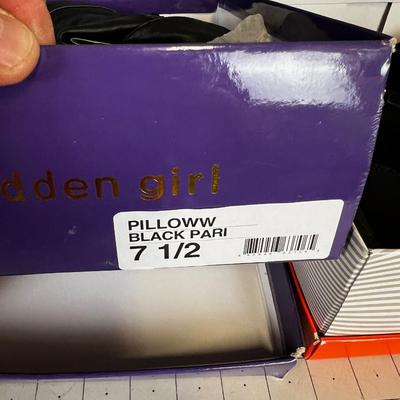 dden girl
PILLOWW
BLACK PARI
7 1/2